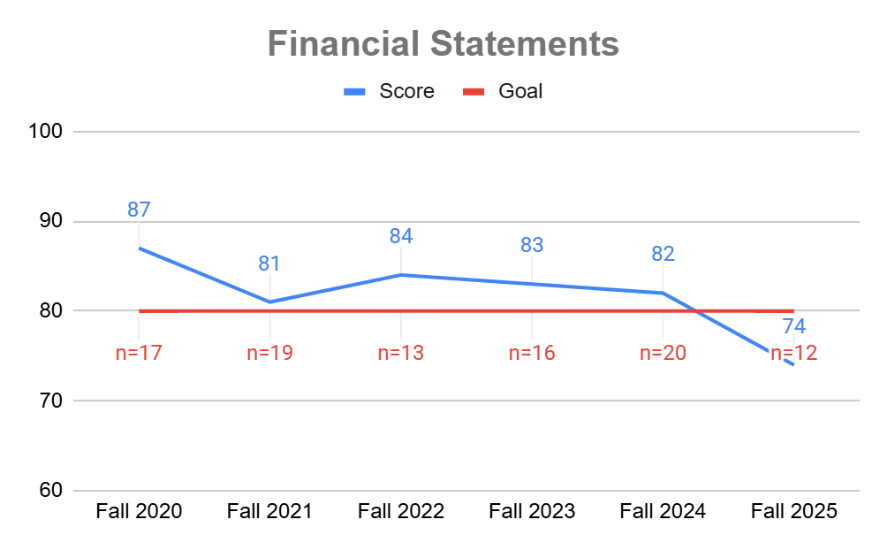 Financial Statements
Score Goal
100
90
80
70
60
87
81
84
83
82
74
n=17
n=19
n=13
n=16
n=20
n=12
Fall 2020 Fall 2021 Fall 2022 Fall 2023 Fall 2024 Fall 2025